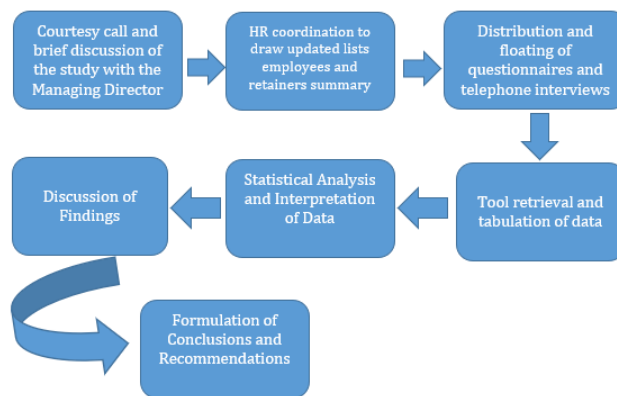 Courtesy call and
brief discussion of
the study with the
Managing Director
HR coordination to
draw updated lists
employees and
retainers summary
Distribution and
floating of
questionnaires and
telephone interviews
Tool retrieval and
tabulation of data
Statistical Analysis
and Interpretation
of Data
Discussion of
Findings
Formulation of
Conclusions and
Recommendations